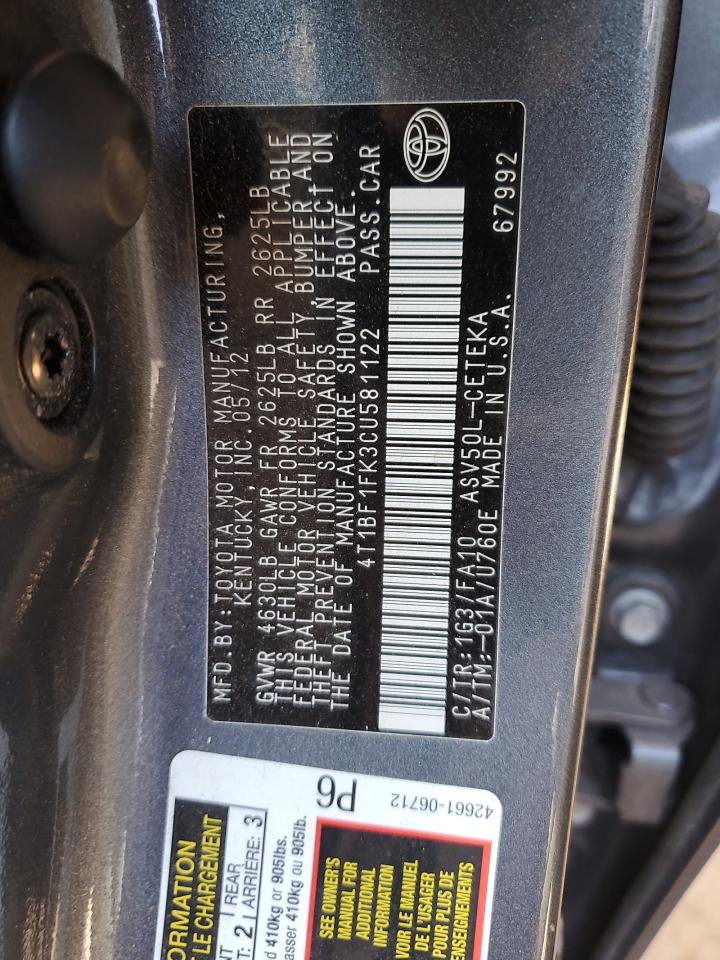 MFD.BY:TOYOTA MOTOR MANUFACTURING,
KENTUCKY, INC. 05/12
GVWR 4630LB GAWR FR 2625LB RR 2625LB
THIS VEHICLE CONFORMS TO ALL APPLICABLE
FEDERAL MOTOR VEHICLE SAFETY,BUMPER AND
THEFT PREVENTION STANDARDS IN EFFECT ON
THE DATE OF MANUFACTURE SHOWN ABOVE.
4T1BF1FK3CU581122 PASS.CAR
C/TR:1G3/FA10 ASV50L-CETEKA
A/TM:-01A/U760E MADE IN U.S.A. 67992
P6
42661-06712
LE CHARGEMENT
REAR
2 ARRIÈRE: 3
410kg or 905lbs.
410kg ou 905lb.
SEE OWNER'S
MANUAL FOR
ADDITIONAL
INFORMATION
VOIR LE MANUEL
DE L'USAGER
POUR PLUS DE
RENSEIGNEMENTS